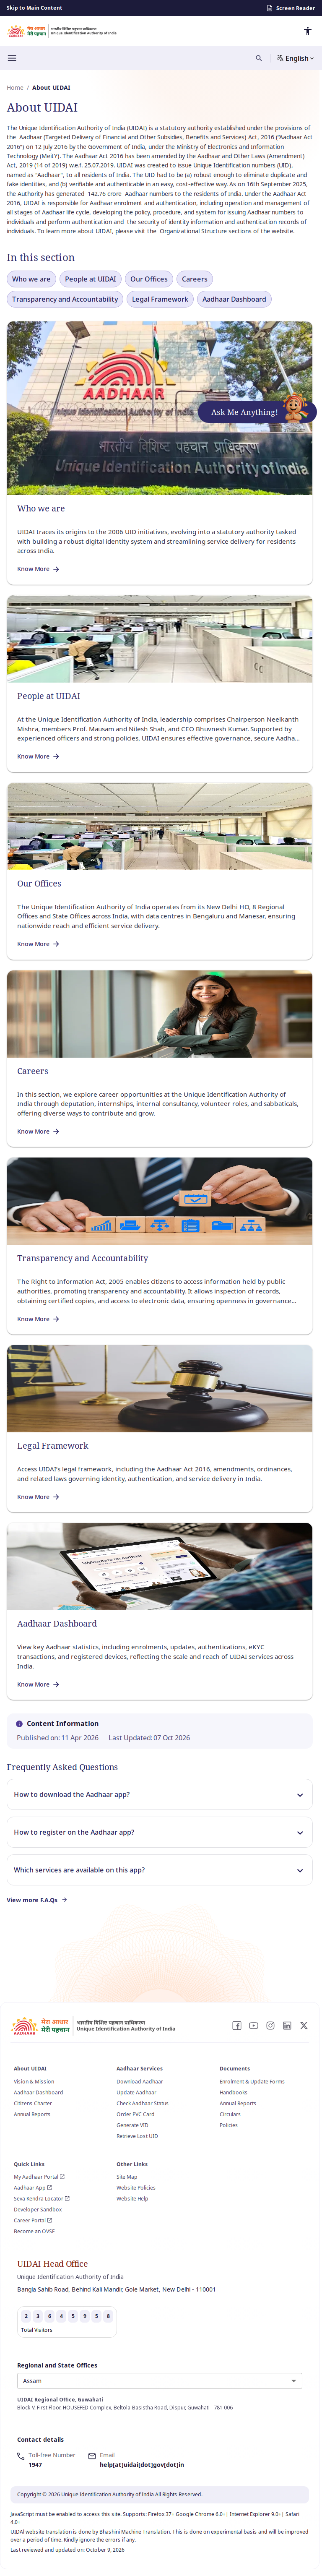 Skip to Main Content
Screen Reader
AADHAAR
मेरा आधार
मेरी पहचान
भारतीय विशिष्ट पहचान प्राधिकरण
Unique Identification Authority of India
English
Home / About UIDAI
About UIDAI
The Unique Identification Authority of India (UIDAI) is a statutory authority established under the provisions of
the Aadhar (Targeted Delivery of Financial and Other Subsidies, Benefits and Services) Act, 2016 ("Aadhar Act
2016") on 12 July 2016 by the Government of India, under the Ministry of Electronics and Information
Technology (MeitY). The Aadhar Act 2016 has been amended by the Aadhaar and Other Laws (Amendment)
Act, 2019 (14 of 2019) w.e.f. 25.07.2019. UIDAI was created to issue Unique Identification numbers (UID),
named as "Aadhaar", to all residents of India. The UID had to be (a) robust enough to eliminate duplicate and
fake identities, and (b) verifiable and authenticable in an easy, cost-effective way. As on 16th September 2025,
the Authority has generated 142.76 crore Aadhaar numbers to the residents of India. Under the Aadhar Act
2016, UIDAI is responsible for Aadhaar enrolment and authentication, including operation and management of
all stages of Aadhaar life cycle, developing the policy, procedure, and system for issuing Aadhaar numbers to
individuals and perform authentication and the security of identity information and authentication records of
individuals. To learn more about UIDAI, please visit the Organizational Structure sections of the website.
In this section
Who we are
People at UIDAI
Our Offices
Careers
Transparency and Accountability
Legal Framework
Aadhaar Dashboard
AADHAAR
भारतीय विशिष्ट पहचान प्राधिकरण
Unique Identification Authority of India
Ask Me Anything!
Who we are
UIDAI traces its origins to the 2006 UID initiatives, evolving into a statutory authority tasked
with building a robust digital identity system and streamlining service delivery for residents
across India.
Know More
People at UIDAI
At the Unique Identification Authority of India, leadership comprises Chairperson Neelkanth
Mishra, members Prof. Mausam and Nilesh Shah, and CEO Bhuvnesh Kumar. Supported by
experienced officers and strong policies, UIDAI ensures effective governance, secure Aadha...
Know More
Our Offices
The Unique Identification Authority of India operates from its New Delhi HO, 8 Regional
Offices and State Offices across India, with data centres in Bengaluru and Manesar, ensuring
nationwide reach and efficient service delivery.
Know More
Careers
In this section, we explore career opportunities at the Unique Identification Authority of
India through deputation, internships, internal consultancy, volunteer roles, and sabbaticals,
offering diverse ways to contribute and grow.
Know More
Transparency and Accountability
The Right to Information Act, 2005 enables citizens to access information held by public
authorities, promoting transparency and accountability. It allows inspection of records,
obtaining certified copies, and access to electronic data, ensuring openness in governance...
Know More
Legal Framework
Access UIDAI's legal framework, including the Aadhaar Act 2016, amendments, ordinances,
and related laws governing identity, authentication, and service delivery in India.
Know More
Aadhaar Dashboard
View key Aadhaar statistics, including enrolments, updates, authentications, eKYC
transactions, and registered devices, reflecting the scale and reach of UIDAI services across
India.
Know More
Content Information
Published on: 11 Apr 2026 Last Updated: 07 Oct 2026
Frequently Asked Questions
How to download the Aadhaar app?
How to register on the Aadhaar app?
Which services are available on this app?
View more F.A.Qs
AADHAAR
मेरा आधार
मेरी पहचान
भारतीय विशिष्ट पहचान प्राधिकरण
Unique Identification Authority of India
About UIDAI
Vision & Mission
Aadhaar Dashboard
Citizens Charter
Annual Reports
Aadhaar Services
Download Aadhaar
Update Aadhaar
Check Aadhaar Status
Order PVC Card
Generate VID
Retrieve Lost UID
Documents
Enrolment & Update Forms
Handbooks
Annual Reports
Circulars
Policies
Quick Links
My Aadhaar Portal
Aadhaar App
Seva Kendra Locator
Developer Sandbox
Career Portal
Become an OVSE
Other Links
Site Map
Website Policies
Website Help
UIDAI Head Office
Unique Identification Authority of India
Bangla Sahib Road, Behind Kali Mandir, Gole Market, New Delhi - 110001
2 3 6 4 5 9 5 8
Total Visitors
Regional and State Offices
Assam
UIDAI Regional Office, Guwahati
Block-V, First Floor, HOUSEFED Complex, Beltola-Basistha Road, Dispur, Guwahati - 781 006
Contact details
Toll-free Number
1947
Email
help[at]uidai[dot]gov[dot]in
Copyright © 2026 Unique Identification Authority of India All Rights Reserved.
JavaScript must be enabled to access this site. Supports: Firefox 37+ Google Chrome 6.0+| Internet Explorer 9.0+| Safari
4.0+
UIDAI website translation is done by Bhashini Machine Translation. This is done on experimental basis and will be improved
over a period of time. Kindly ignore the errors if any.
Last reviewed and updated on: October 9, 2026